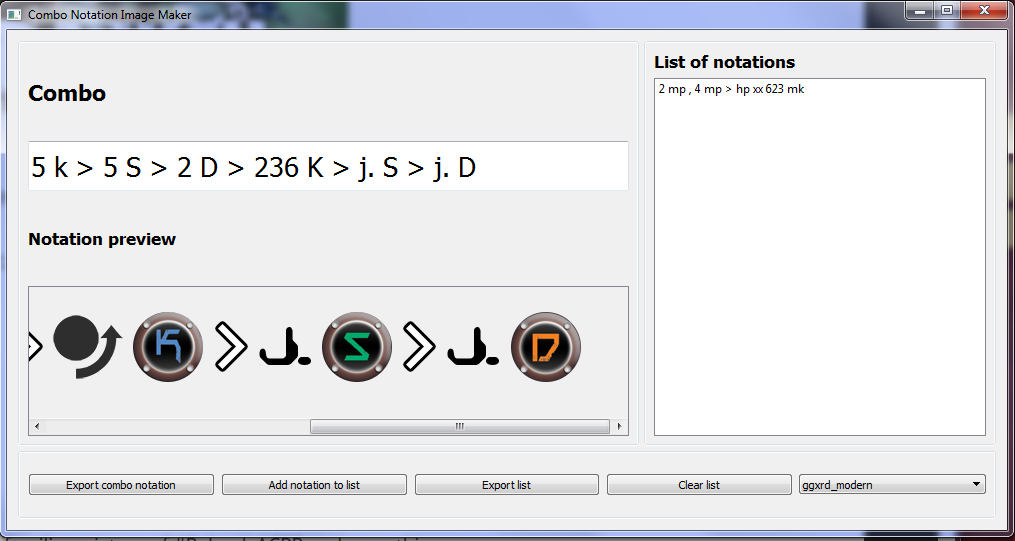 Combo Notation Image Maker
Combo
5 k > 5 S > 2 D > 236 K > j. S > j. D
Notation preview
K J. S J. D
List of notations
2 mp , 4 mp > hp xx 623 mk
Export combo notation
Add notation to list
Export list
Clear list
ggxrd_modern